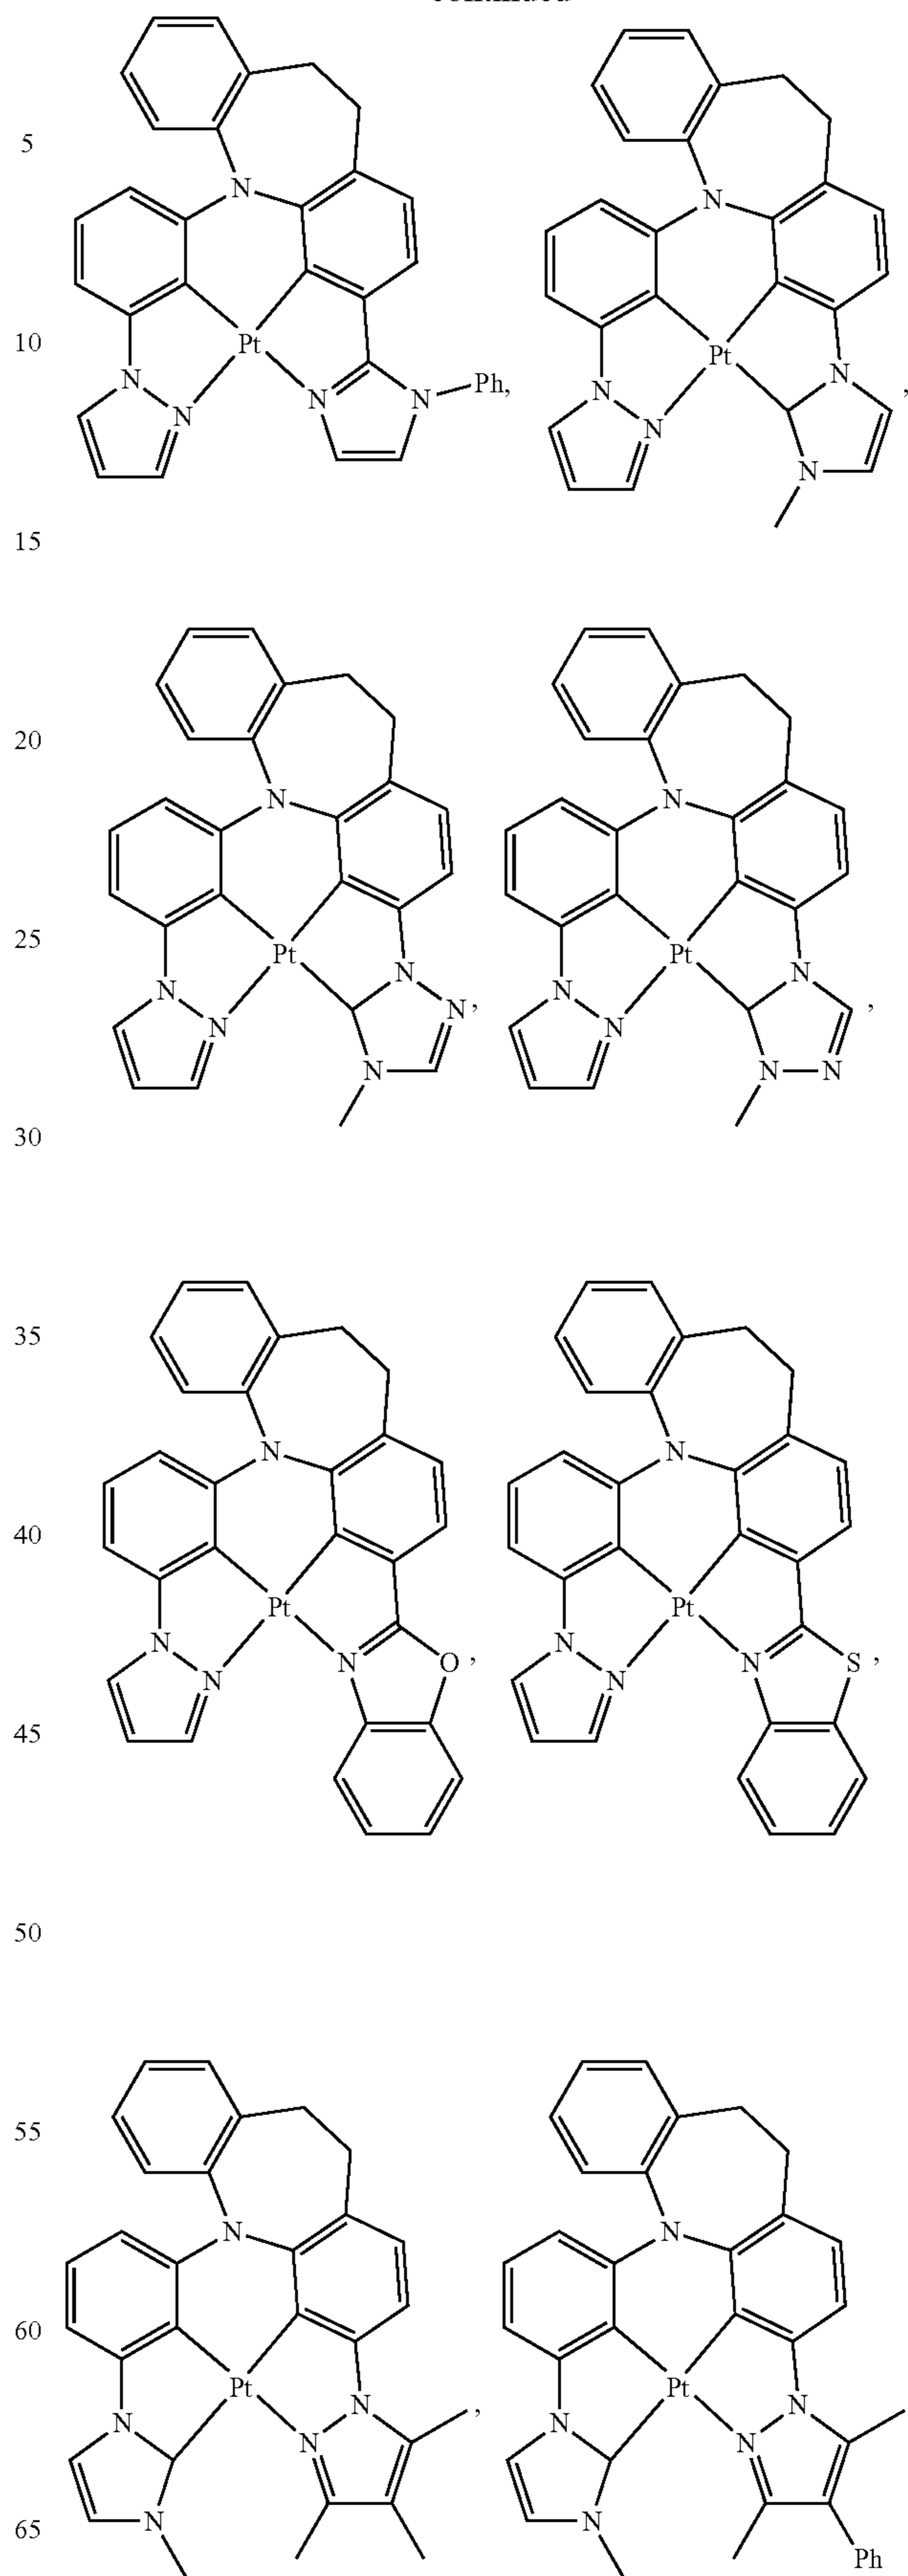 continued
5
N N
10 Pt Pt
N N N Ph, N N ,
N N N
15
20
N N
25 Pt Pt
N N N N, N N N ,
N N N N
30
35
N N
40
Pt Pt
N N N O , N N N S ,
45
50
55
N N
60
Pt Pt
N N N , N N N
65 N N
Ph